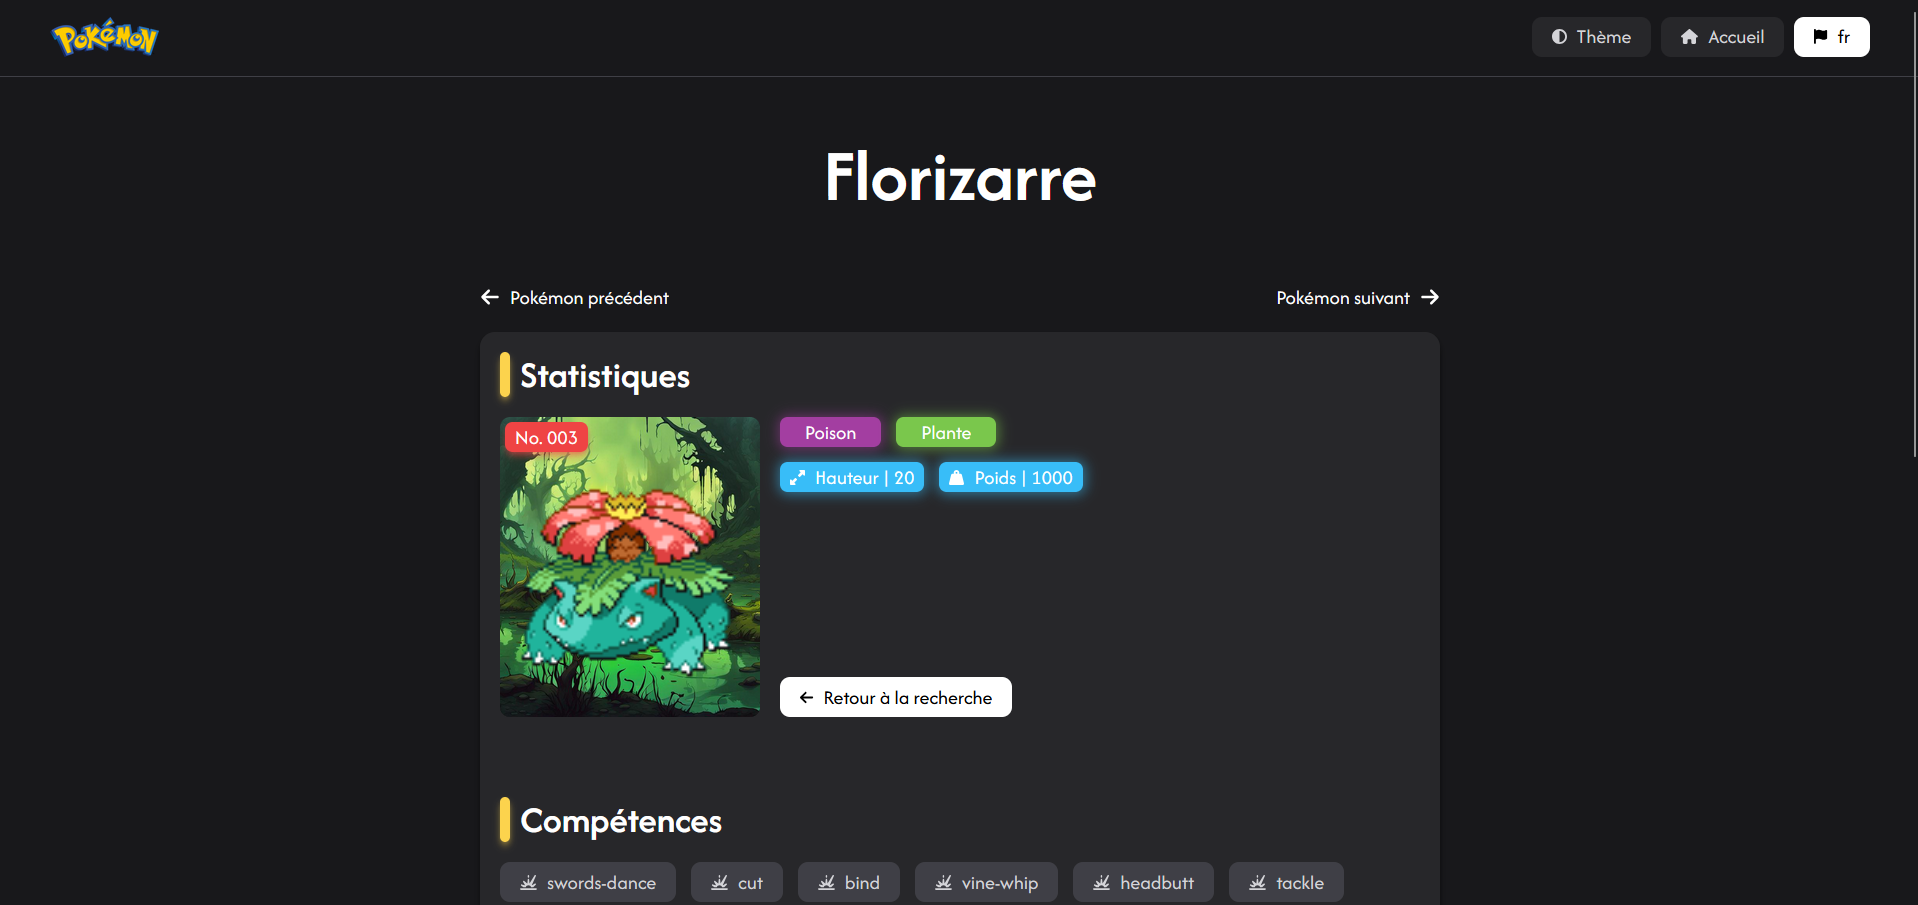 Pokémon
Thème
Accueil
fr
Florizarre
Pokémon précédent
Pokémon suivant
Statistiques
No. 003
Poison
Plante
Hauteur | 20
Poids | 1000
Retour à la recherche
Compétences
swords-dance
cut
bind
vine-whip
headbutt
tackle